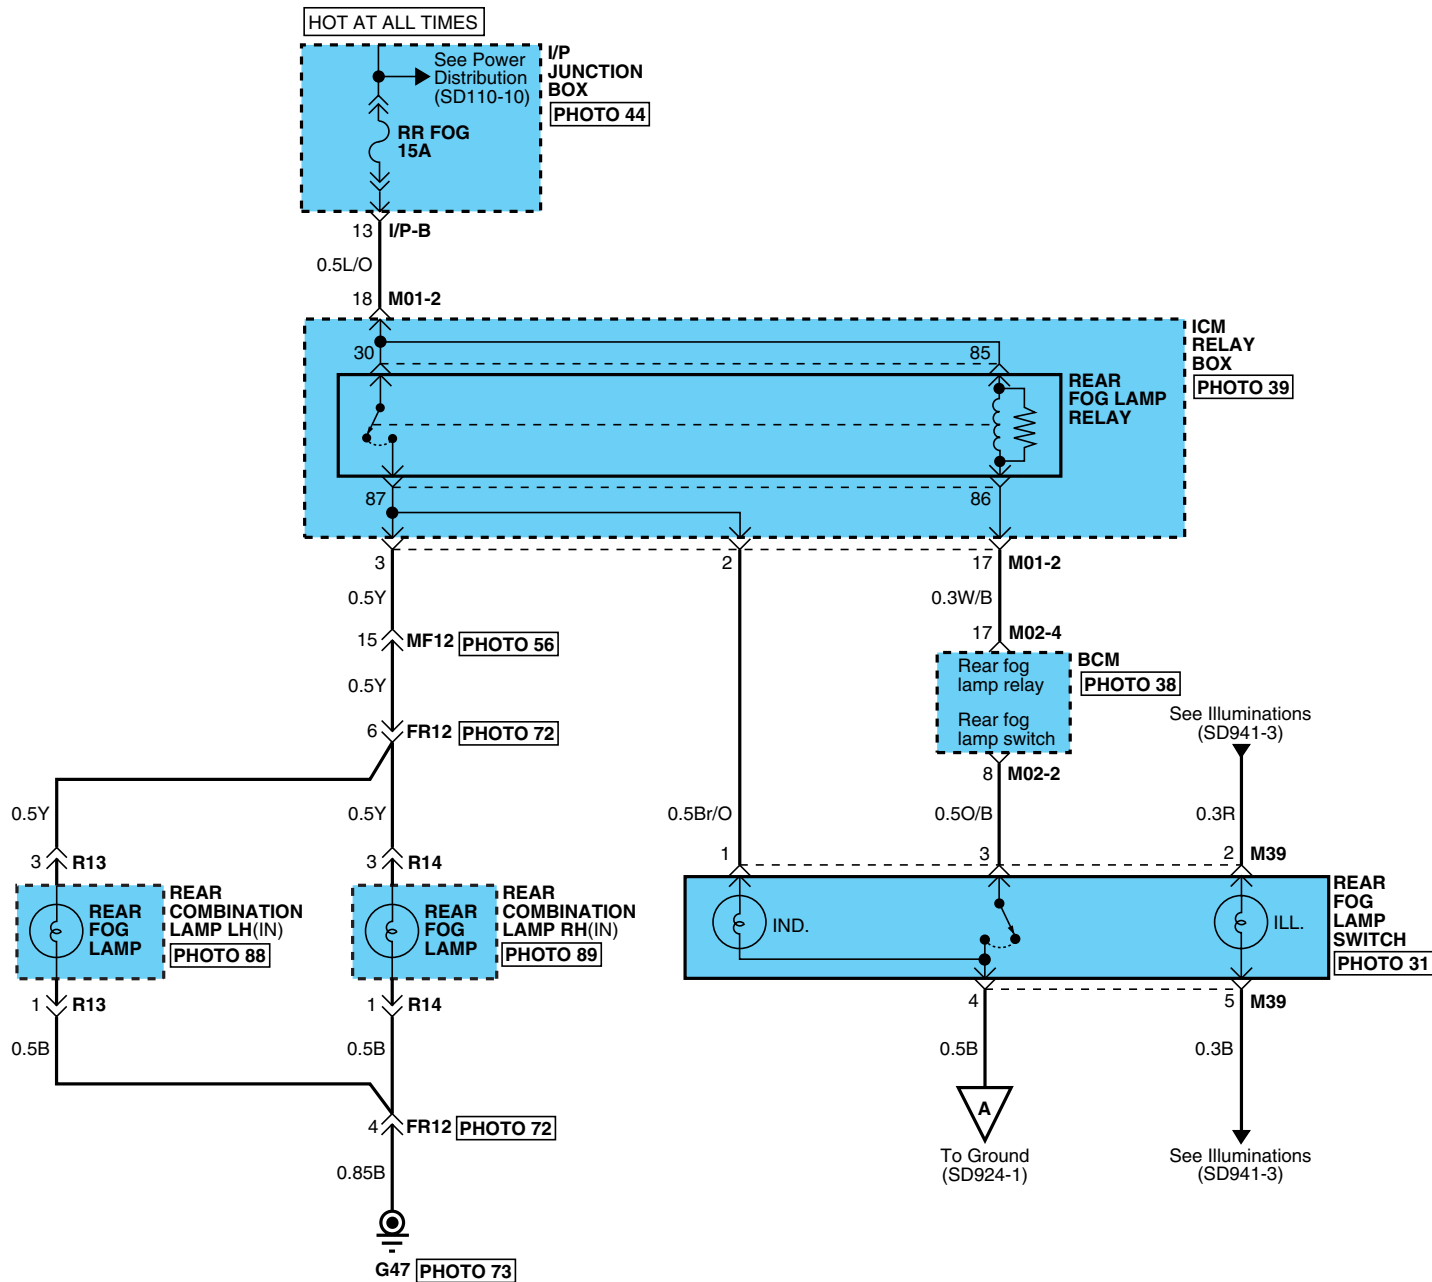 HOT AT ALL TIMES
See Power
Distribution
(SD110-10)
I/P
JUNCTION
BOX
PHOTO 44
RR FOG
15A
13 I/P-B
0.5L/O
18 M01-2
ICM
RELAY
BOX
PHOTO 39
30
85
REAR
FOG LAMP
RELAY
87
86
3
2
17 M01-2
0.5Y
0.3W/B
15 MF12 PHOTO 56
17 M02-4
BCM
PHOTO 38
Rear fog
lamp relay
Rear fog
lamp switch
0.5Y
6 FR12 PHOTO 72
8 M02-2
See Illuminations
(SD941-3)
0.5Y
0.5Y
0.5Br/O
0.5O/B
0.3R
3 R13
3 R14
1
3
2 M39
REAR
FOG
LAMP
REAR
COMBINATION
LAMP LH(IN)
PHOTO 88
REAR
FOG
LAMP
REAR
COMBINATION
LAMP RH(IN)
PHOTO 89
IND.
ILL.
REAR
FOG
LAMP
SWITCH
PHOTO 31
1 R13
1 R14
4
5 M39
0.5B
0.5B
0.5B
0.3B
A
4 FR12 PHOTO 72
To Ground
(SD924-1)
See Illuminations
(SD941-3)
0.85B
G47 PHOTO 73